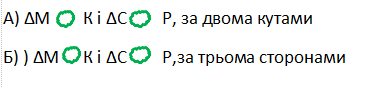 А) ΔМ К і ΔС Р, за двома кутами
Б) ) ΔМ К і ΔС Р,за трьома сторонами